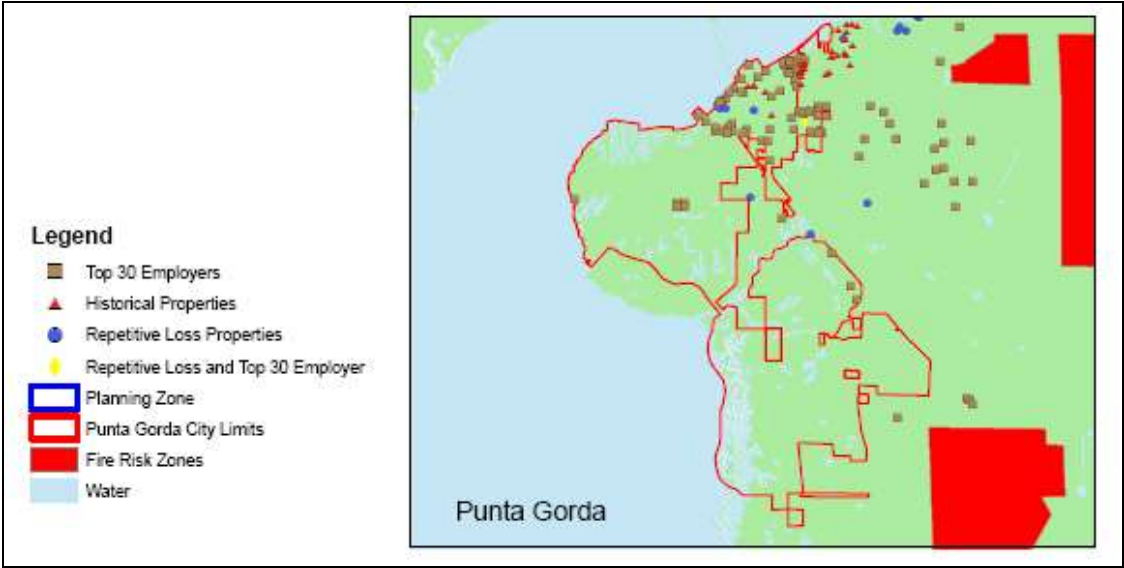 Legend
Top 30 Employers
Historical Properties
Repetitive Loss Properties
Repetitive Loss and Top 30 Employer
Planning Zone
Punta Gorda City Limits
Fire Risk Zones
Water
Punta Gorda